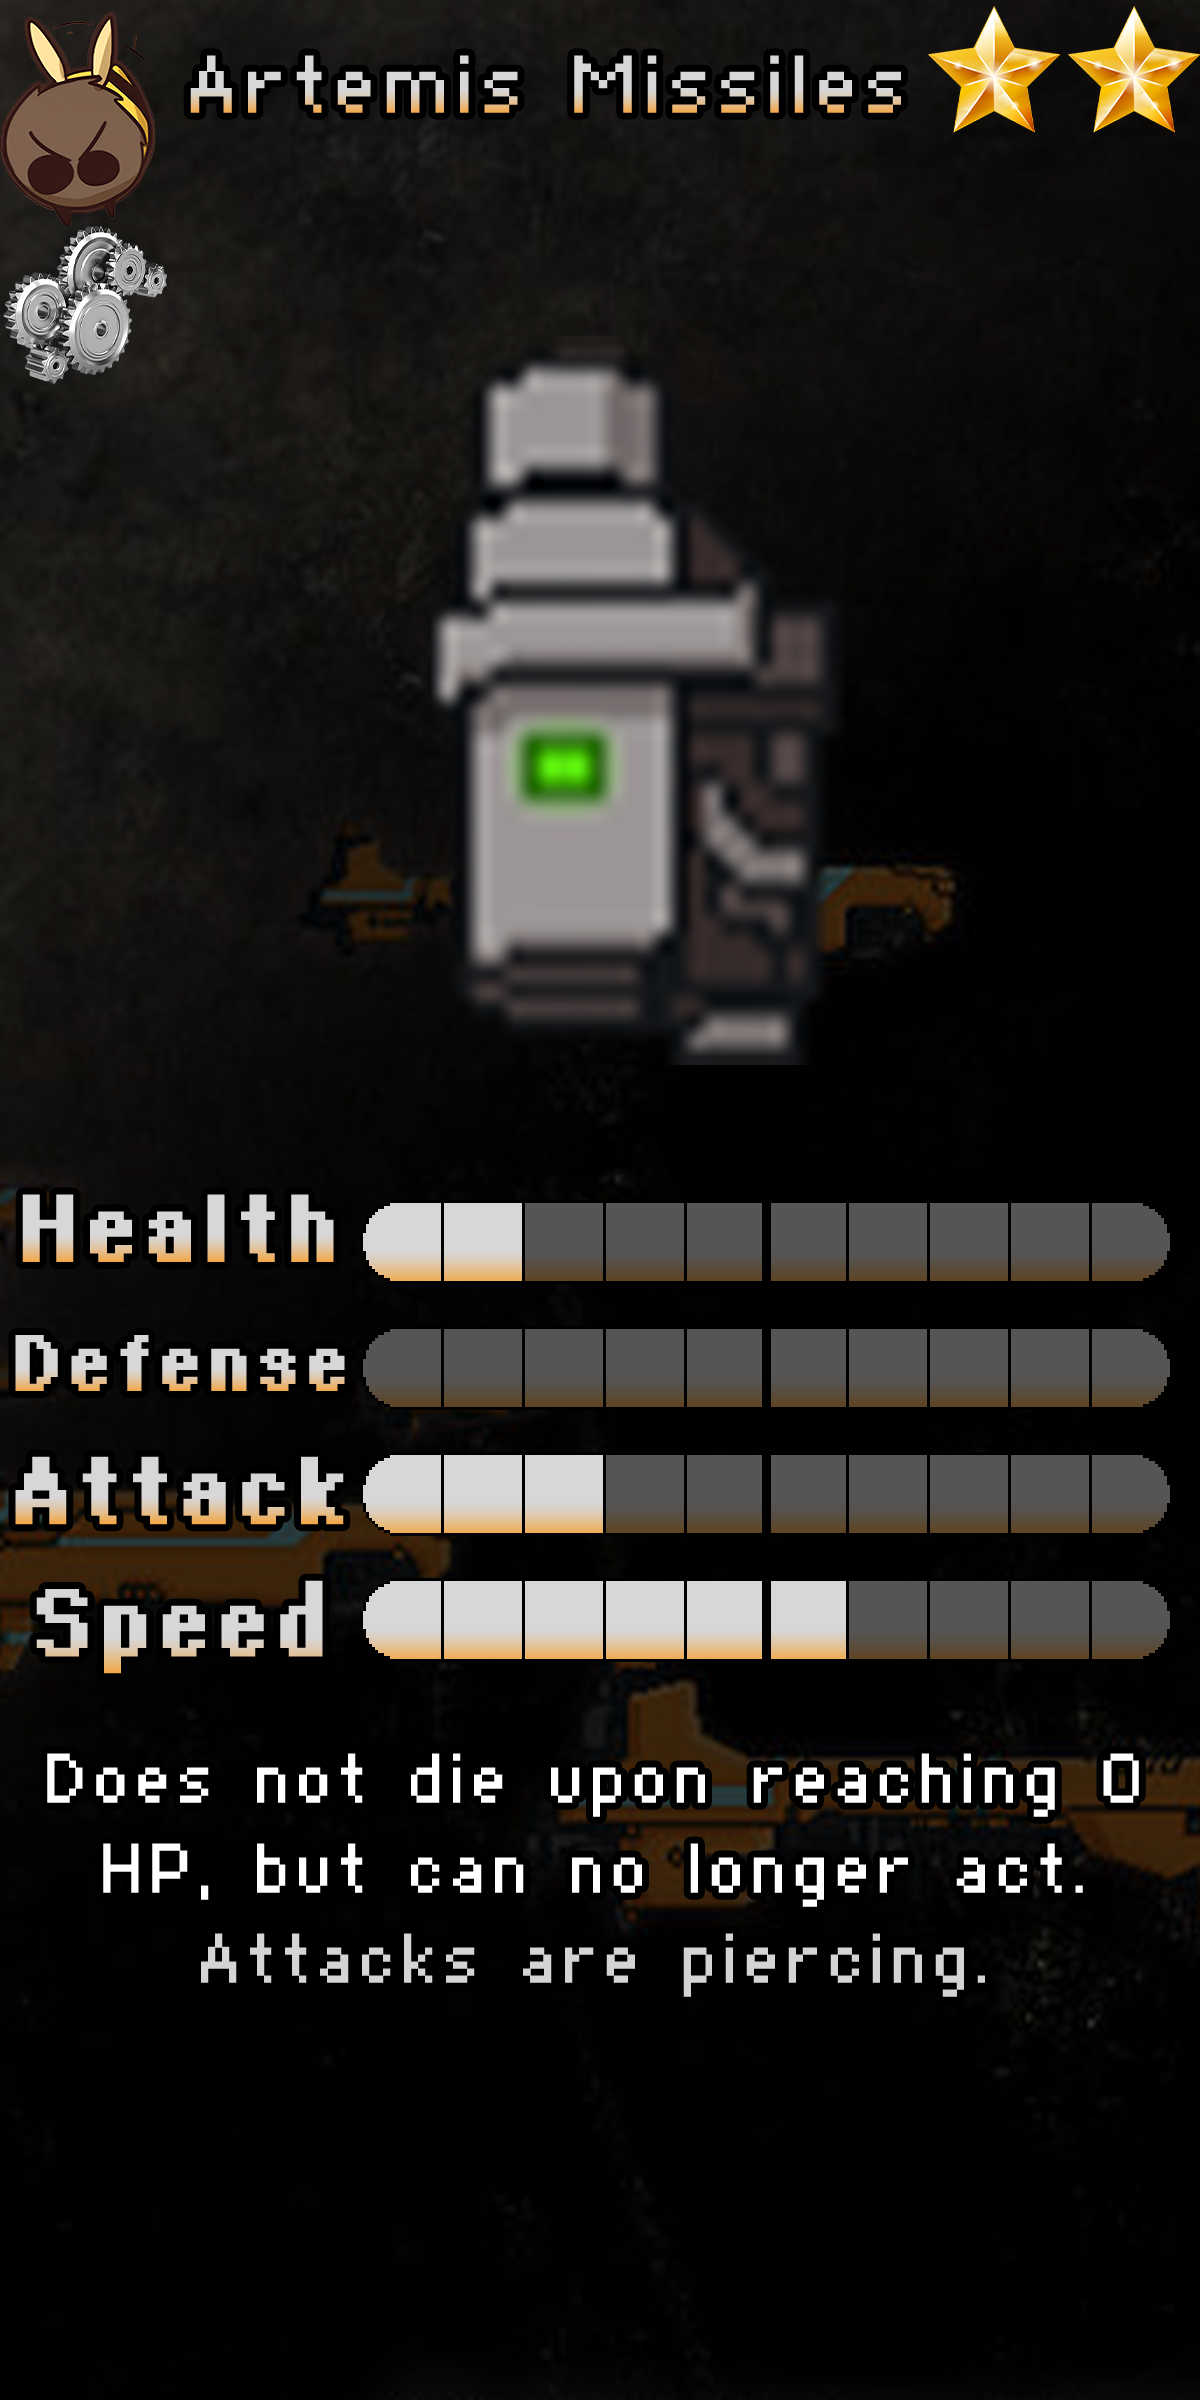 Artemis Missiles
Health
Defense
Attack
Speed
Does not die upon reaching 0
HP, but can no longer act.
Attacks are piercing.